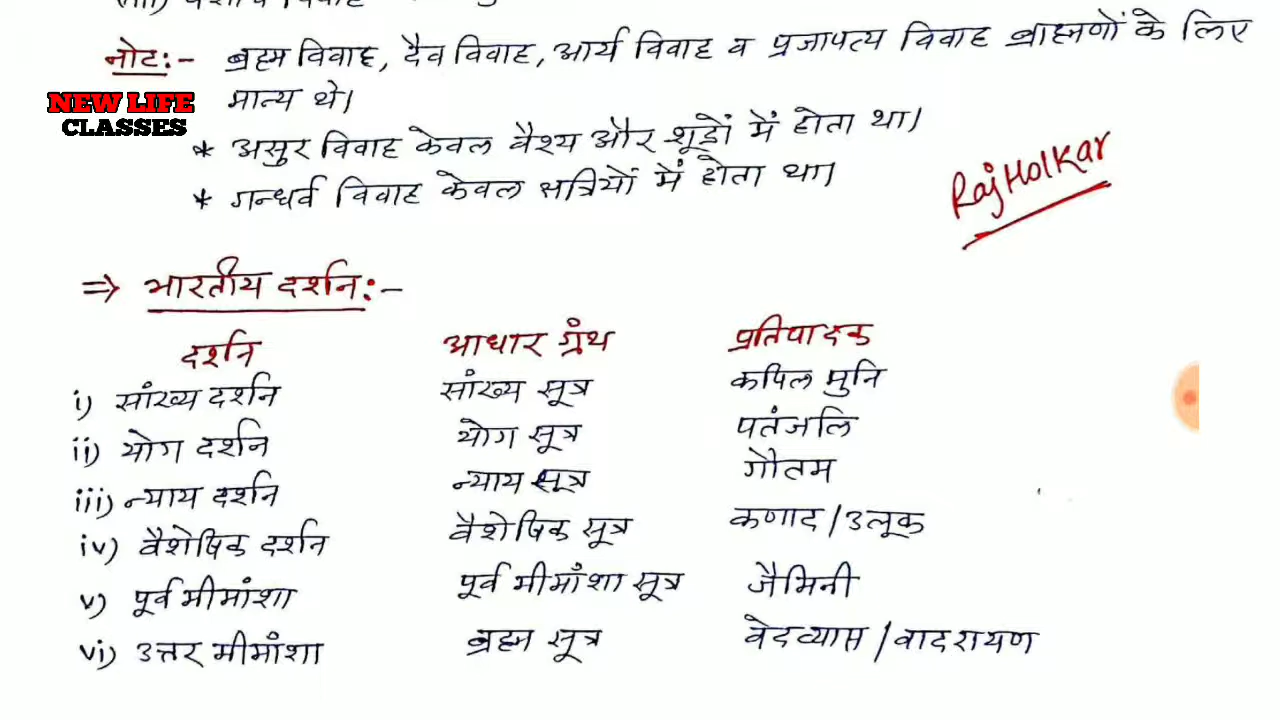 नोट:- ब्रह्म विवाह, दैव विवाह, आर्य विवाह व प्रजापत्य विवाह ब्राह्मणों के लिए
मान्य थे।
NEW LIFE
CLASSES
* असुर विवाह केवल वैश्य और शूद्रों में होता था।
* गन्धर्व विवाह केवल क्षत्रियों में होता था।
RajHolkar
⇒ भारतीय दर्शन:-
दर्शन आधार ग्रंथ प्रतिपादक
i) सांख्य दर्शन सांख्य सूत्र कपिल मुनि
ii) योग दर्शन योग सूत्र पतंजलि
iii) न्याय दर्शन न्याय सूत्र गौतम
iv) वैशेषिक दर्शन वैशेषिक सूत्र कणाद / उलूक
v) पूर्व मीमांशा पूर्व मीमांशा सूत्र जैमिनी
vi) उत्तर मीमांशा ब्रह्म सूत्र वेदव्यास / वादरायण